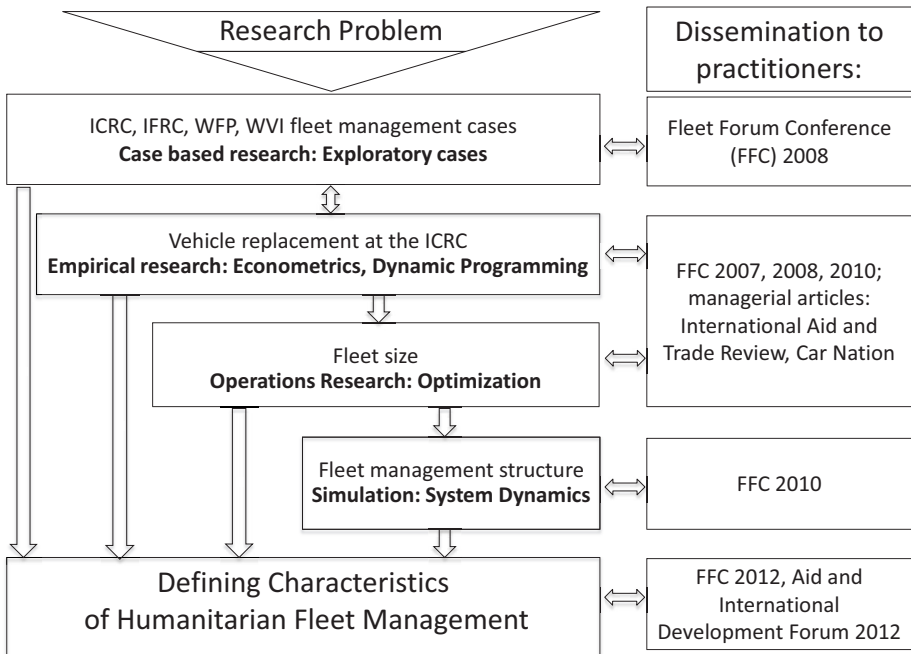 Research Problem
Dissemination to
practitioners:
ICRC, IFRC, WFP, WVI fleet management cases
Case based research: Exploratory cases
Fleet Forum Conference
(FFC) 2008
Vehicle replacement at the ICRC
Empirical research: Econometrics, Dynamic Programming
FFC 2007, 2008, 2010;
managerial articles:
International Aid and
Trade Review, Car Nation
Fleet size
Operations Research: Optimization
Fleet management structure
Simulation: System Dynamics
FFC 2010
Defining Characteristics
of Humanitarian Fleet Management
FFC 2012, Aid and
International
Development Forum 2012